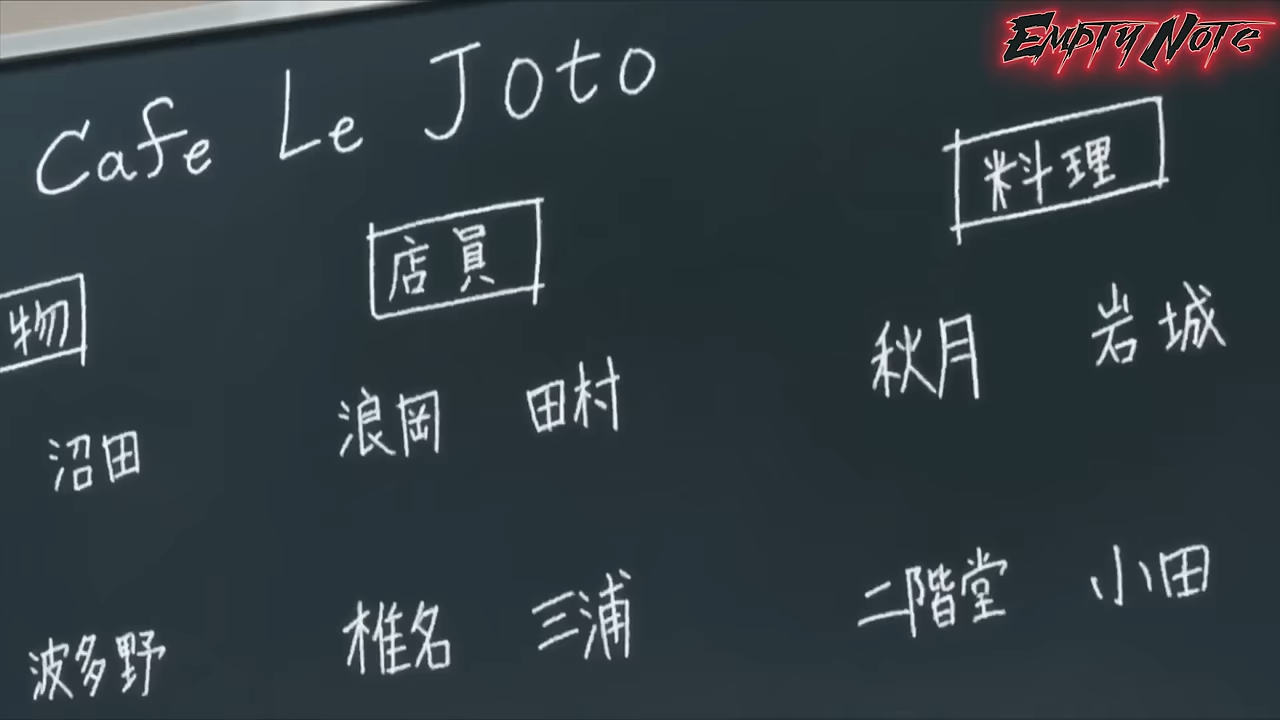 EMPTY NOTE
Cafe Le Joto
料理
店員
物
秋月 岩城
浪岡 田村
沼田
二階堂 小田
椎名 三浦
波多野